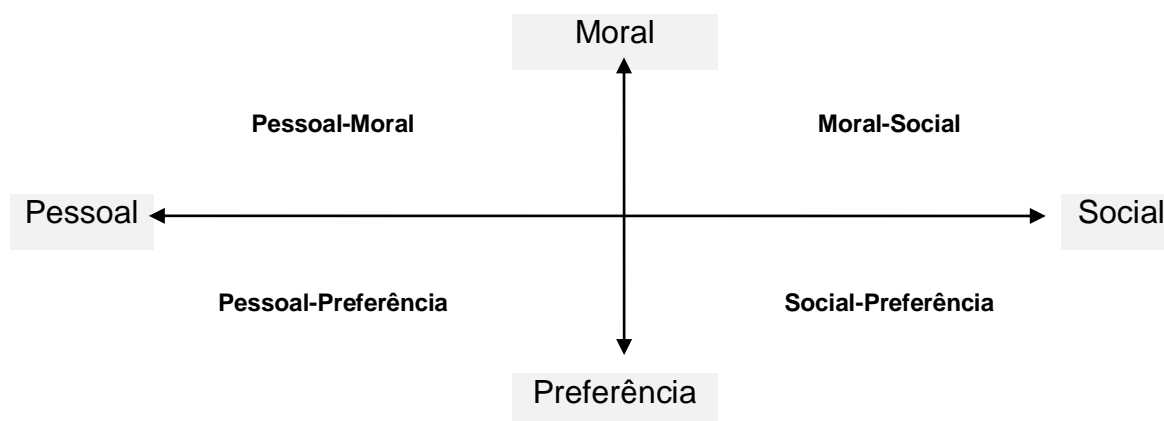 Moral
Pessoal-Moral
Moral-Social
Pessoal
Social
Pessoal-Preferência
Social-Preferência
Preferência